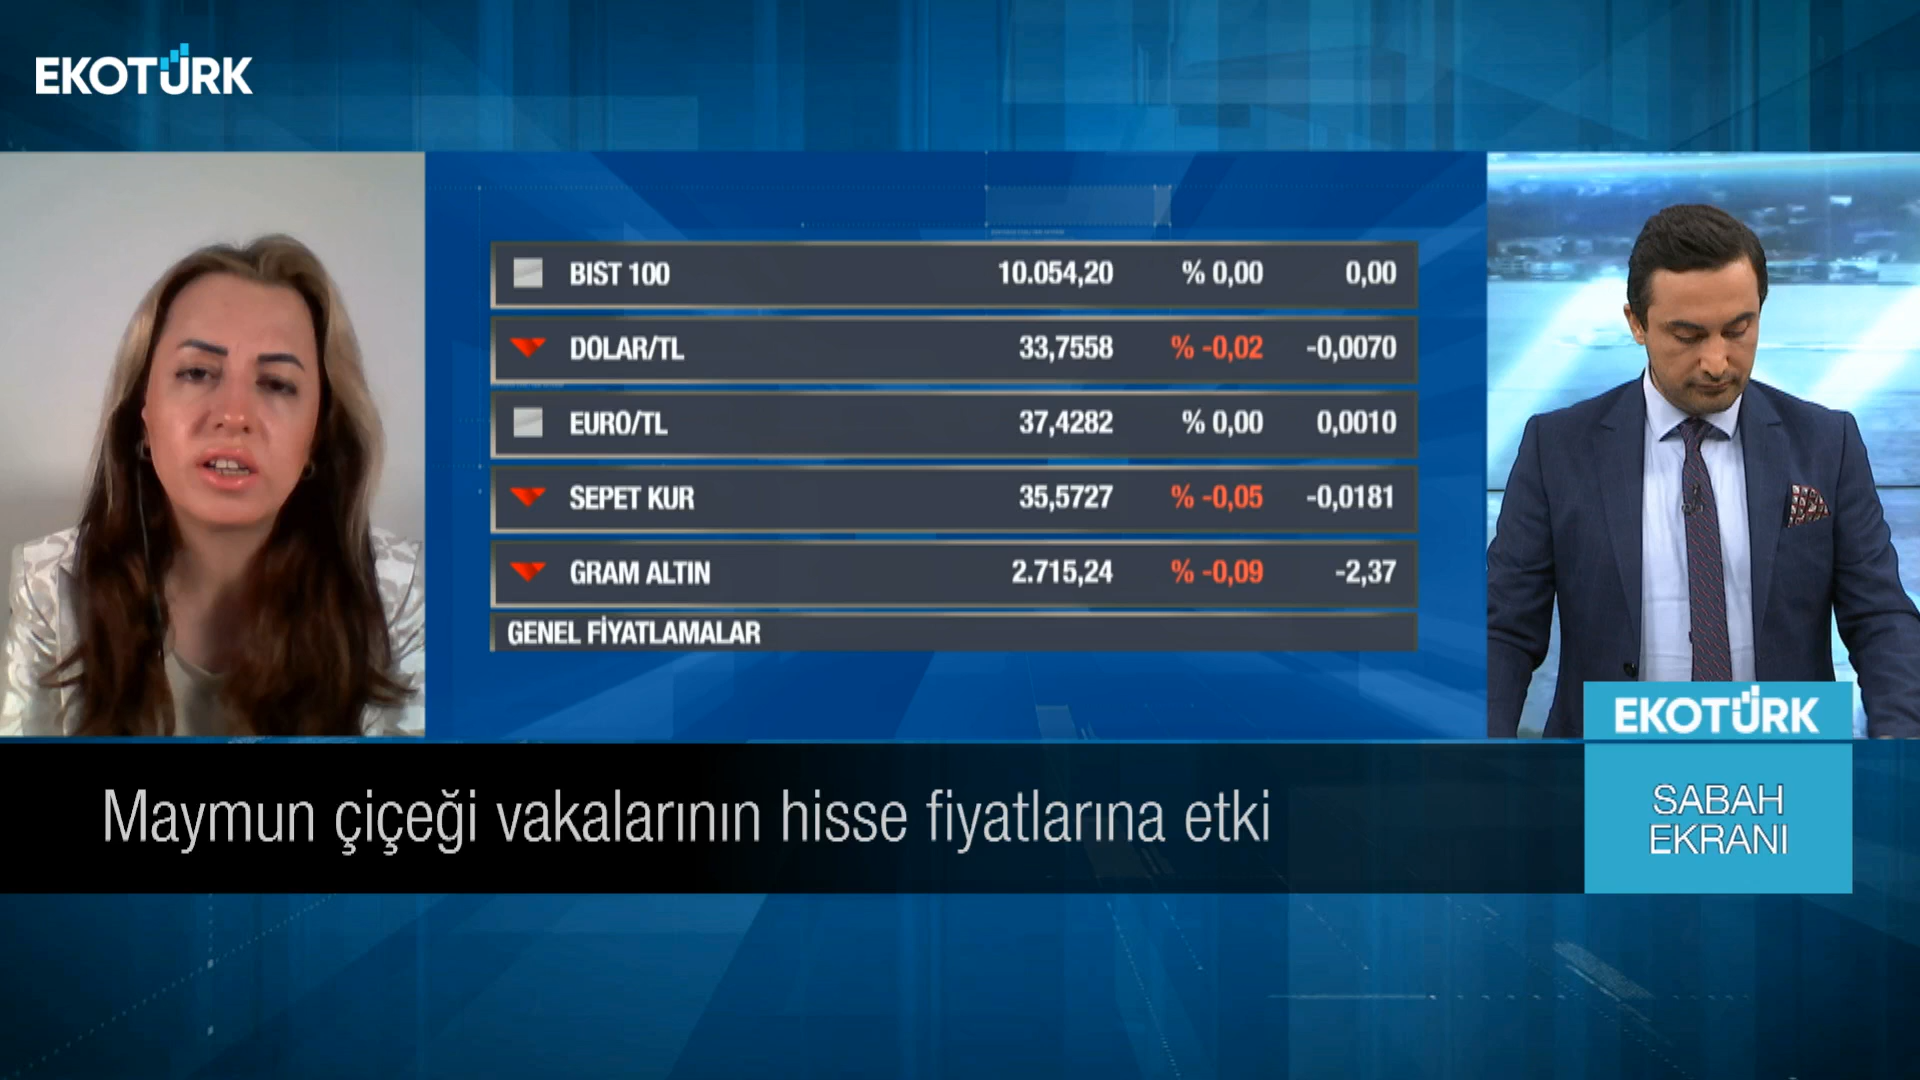 EKOTÜRK
BIST 100 10.054,20 % 0,00 0,00
DOLAR/TL 33,7558 % -0,02 -0,0070
EURO/TL 37,4282 % 0,00 0,0010
SEPET KUR 35,5727 % -0,05 -0,0181
GRAM ALTIN 2.715,24 % -0,09 -2,37
GENEL FİYATLAMALAR
EKOTÜRK
Maymun çiçeği vakalarının hisse fiyatlarına etki
SABAH
EKRANI